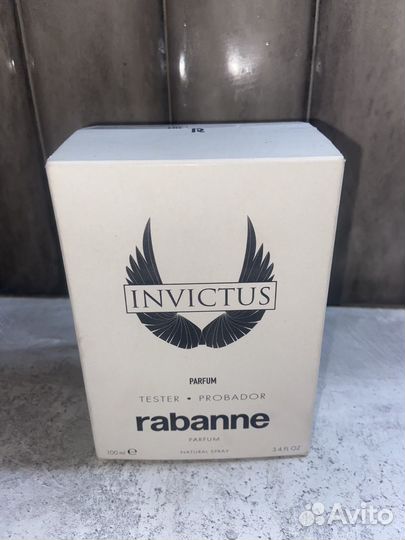 INVICTUS
PARFUM
TESTER • PROBADOR
rabanne
PARFUM
100 ml ℮ NATURAL SPRAY 3.4 FL OZ
Avito